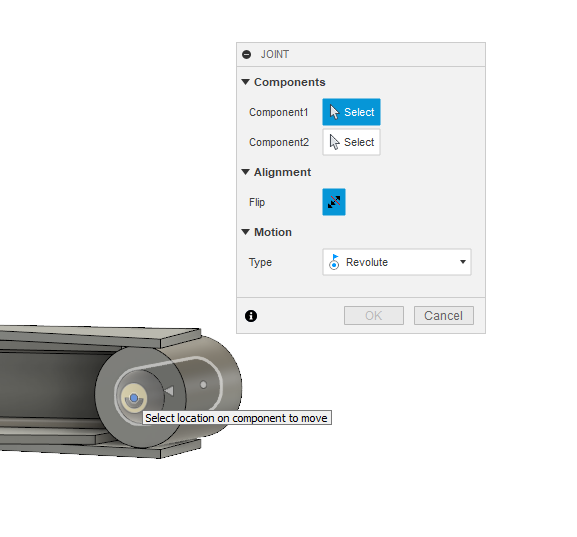 JOINT
Components
Component1 Select
Component2 Select
Alignment
Flip
Motion
Type Revolute
OK Cancel
Select location on component to move